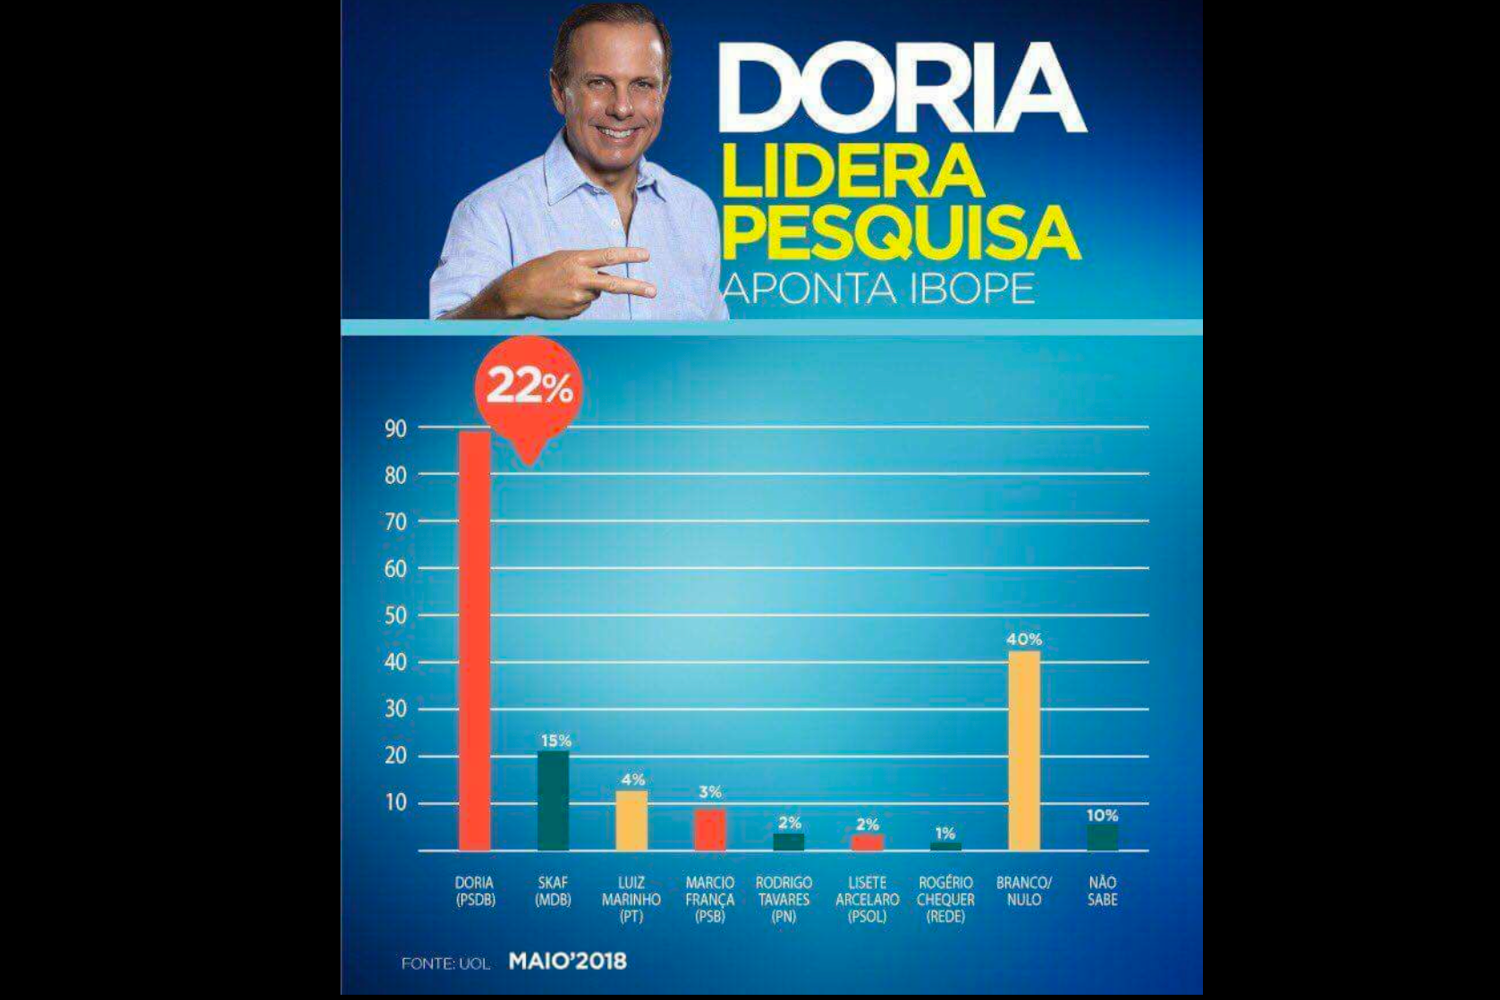 DORIA
LIDERA
PESQUISA
APONTA IBOPE
22%
90
80
70
60
50
40
30
20
10
15%
4%
3%
2%
2%
1%
40%
10%
DORIA
(PSDB)
SKAF
(MDB)
LUIZ
MARINHO
(PT)
MARCIO
FRANÇA
(PSB)
RODRIGO
TAVARES
(PN)
LISETE
ARCELARO
(PSOL)
ROGÉRIO
CHEQUER
(REDE)
BRANCO/
NULO
NÃO
SABE
FONTE: UOL MAIO'2018